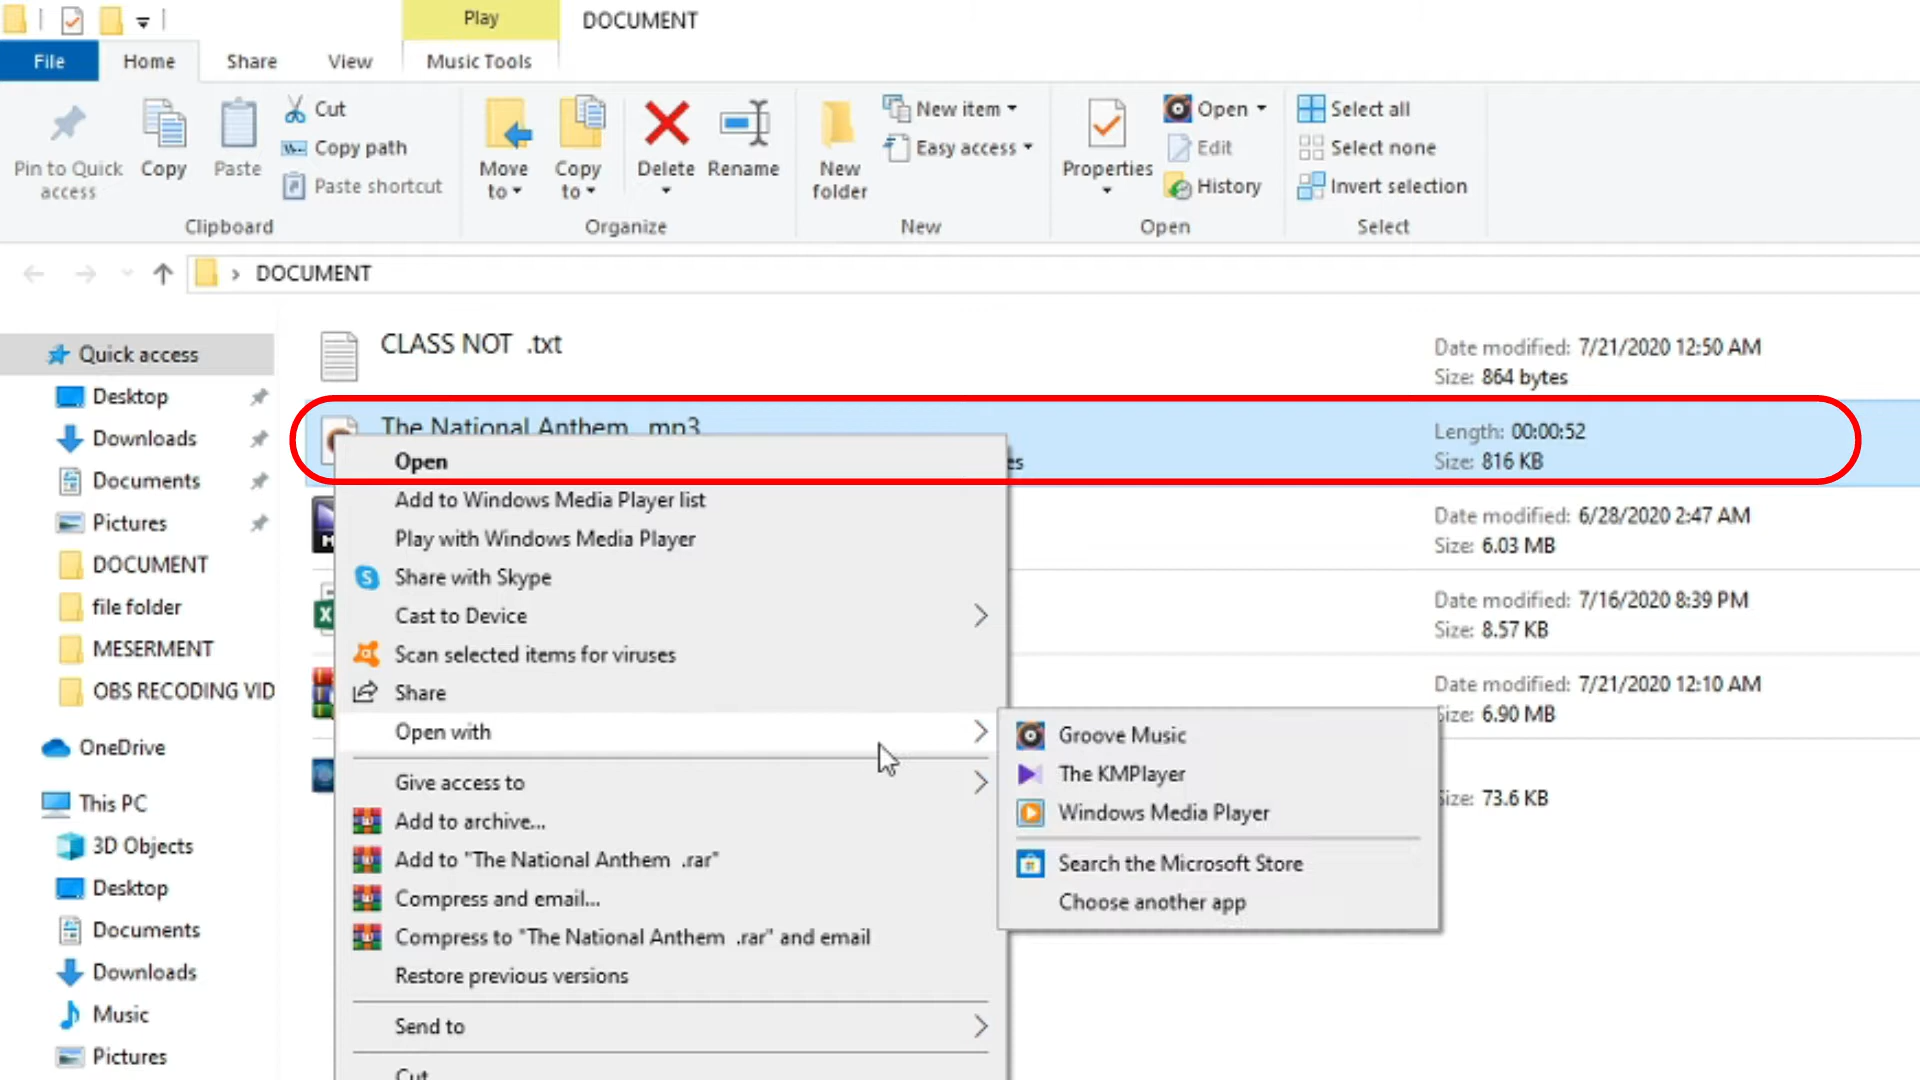 Play
DOCUMENT
File
Home
Share
View
Music Tools
Pin to Quick access
Copy
Paste
Cut
Copy path
Paste shortcut
Clipboard
Move to
Copy to
Delete
Rename
Organize
New folder
New item
Easy access
New
Properties
Open
Edit
History
Open
Select all
Select none
Invert selection
Select
DOCUMENT
Quick access
Desktop
Downloads
Documents
Pictures
DOCUMENT
file folder
MESERMENT
OBS RECODING VID
OneDrive
This PC
3D Objects
Desktop
Documents
Downloads
Music
Pictures
CLASS NOT .txt
Date modified: 7/21/2020 12:50 AM
Size: 864 bytes
The National Anthem .mp3
Length: 00:00:52
Size: 816 KB
es
Date modified: 6/28/2020 2:47 AM
Size: 6.03 MB
Date modified: 7/16/2020 8:39 PM
Size: 8.57 KB
Date modified: 7/21/2020 12:10 AM
Size: 6.90 MB
Size: 73.6 KB
Open
Add to Windows Media Player list
Play with Windows Media Player
Share with Skype
Cast to Device
Scan selected items for viruses
Share
Open with
Give access to
Add to archive...
Add to "The National Anthem .rar"
Compress and email...
Compress to "The National Anthem .rar" and email
Restore previous versions
Send to
Cut
Groove Music
The KMPlayer
Windows Media Player
Search the Microsoft Store
Choose another app